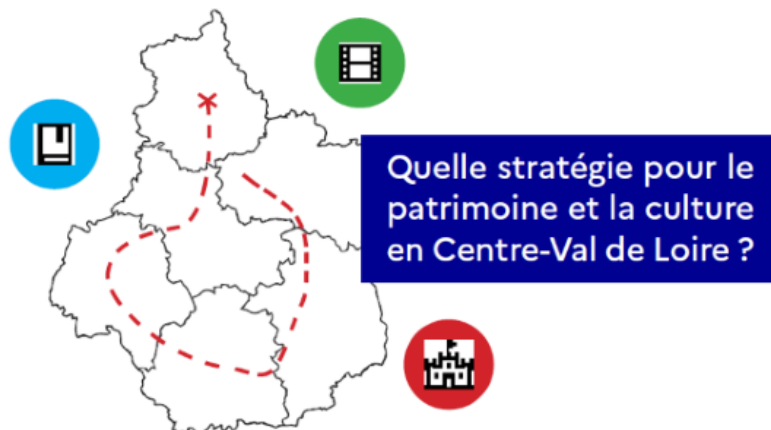 Quelle stratégie pour le
patrimoine et la culture
en Centre-Val de Loire ?